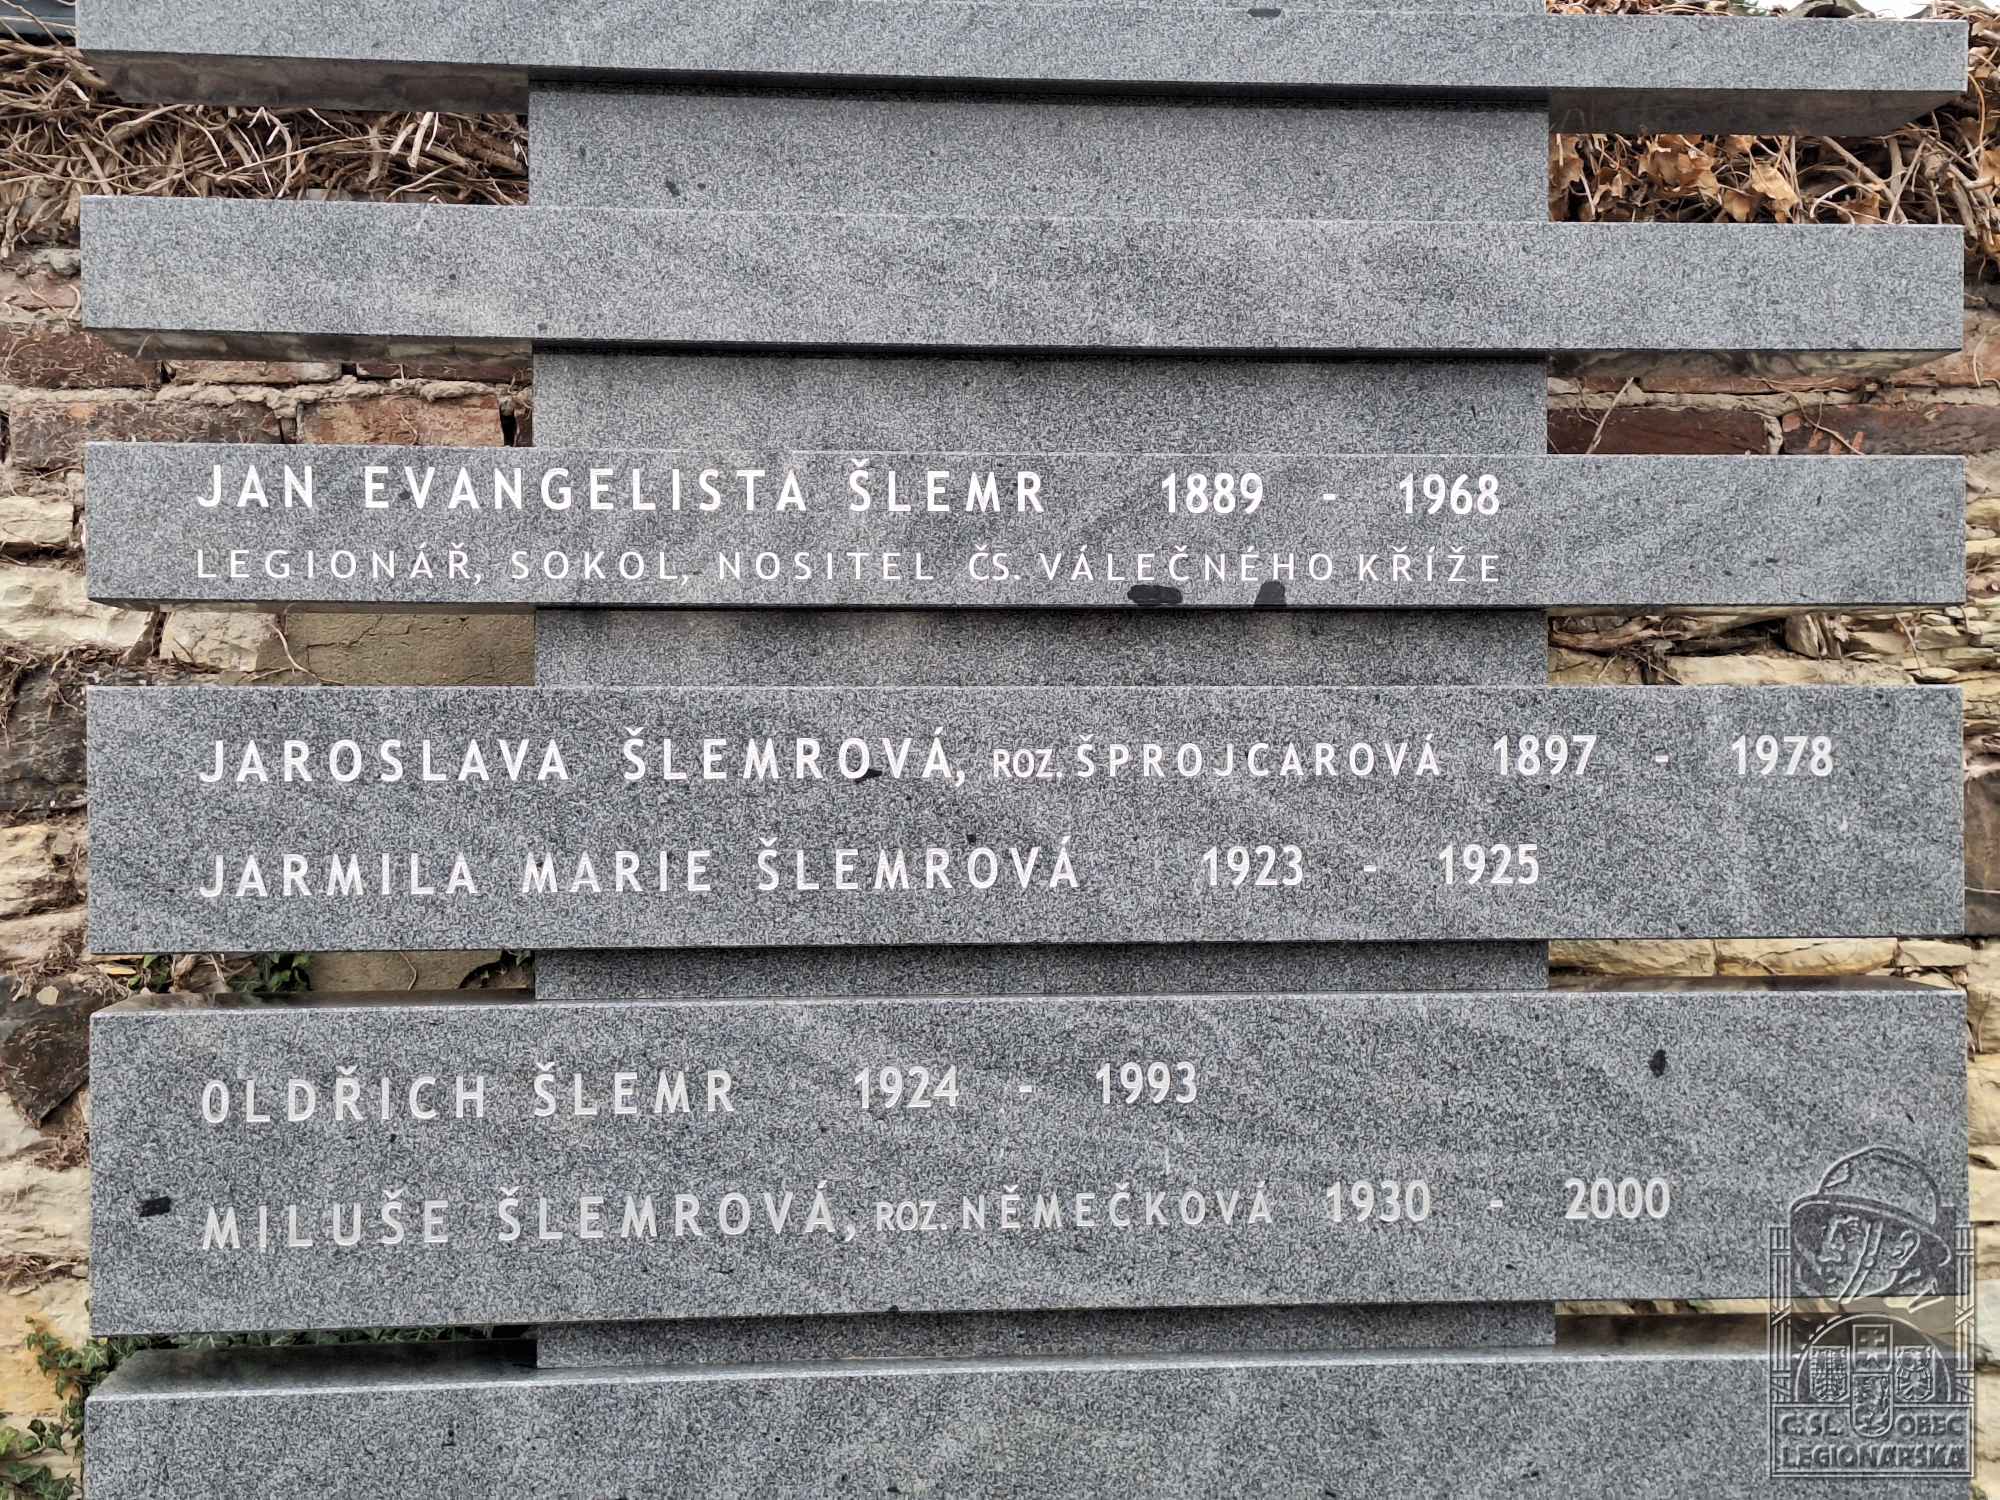 JAN EVANGELISTA ŠLEMR 1889 - 1968
LEGIONÁŘ, SOKOL, NOSITEL ČS. VÁLEČNÉHO KŘÍŽE
JAROSLAVA ŠLEMROVÁ, ROZ. ŠPROJCAROVÁ 1897 - 1978
JARMILA MARIE ŠLEMROVÁ 1923 - 1925
OLDŘICH ŠLEMR 1924 - 1993
MILUŠE ŠLEMROVÁ, ROZ. NĚMEČKOVÁ 1930 - 2000
Č.SL. OBEC
LEGIONÁŘSKÁ